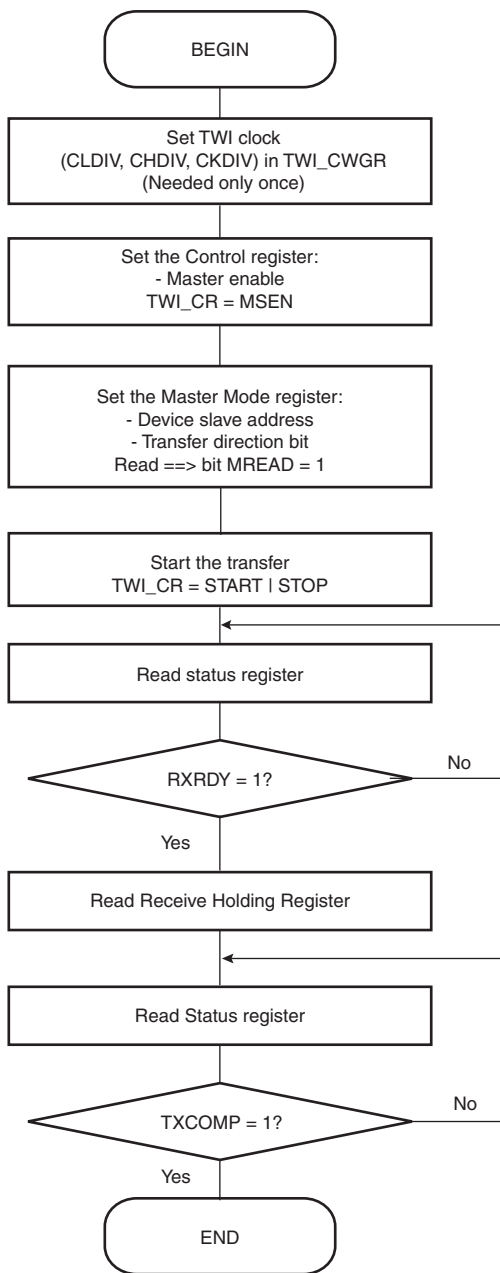 BEGIN
Set TWI clock
(CLDIV, CHDIV, CKDIV) in TWI_CWGR
(Needed only once)
Set the Control register:
- Master enable
TWI_CR = MSEN
Set the Master Mode register:
- Device slave address
- Transfer direction bit
Read ==> bit MREAD = 1
Start the transfer
TWI_CR = START | STOP
Read status register
RXRDY = 1?
No
Yes
Read Receive Holding Register
Read Status register
TXCOMP = 1?
No
Yes
END